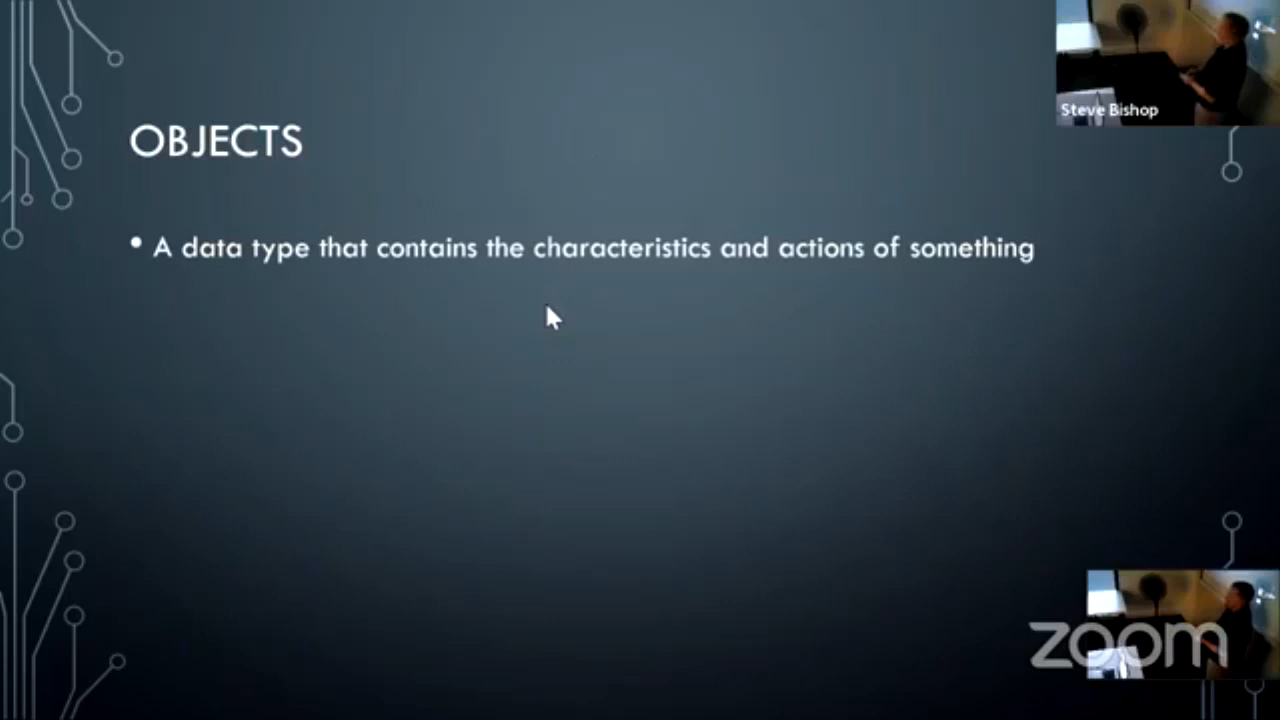 Steve Bishop
OBJECTS
• A data type that contains the characteristics and actions of something
zoom